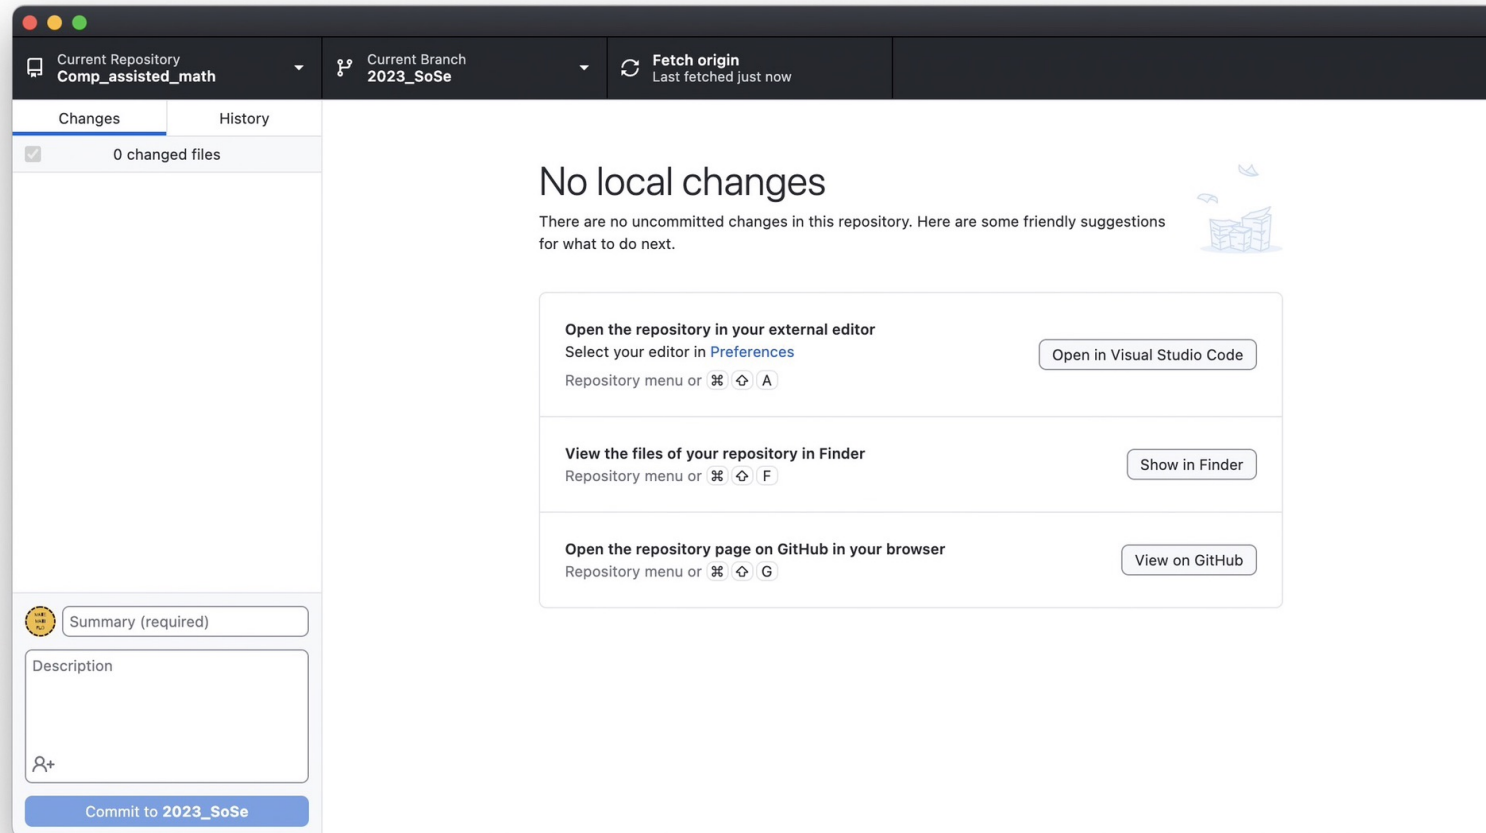 Current Repository
Comp_assisted_math
Current Branch
2023_SoSe
Fetch origin
Last fetched just now
Changes
History
0 changed files
No local changes
There are no uncommitted changes in this repository. Here are some friendly suggestions
for what to do next.
Open the repository in your external editor
Select your editor in Preferences
Repository menu or ⌘ ⇧ A
Open in Visual Studio Code
View the files of your repository in Finder
Repository menu or ⌘ ⇧ F
Show in Finder
Open the repository page on GitHub in your browser
Repository menu or ⌘ ⇧ G
View on GitHub
Summary (required)
Description
Commit to 2023_SoSe